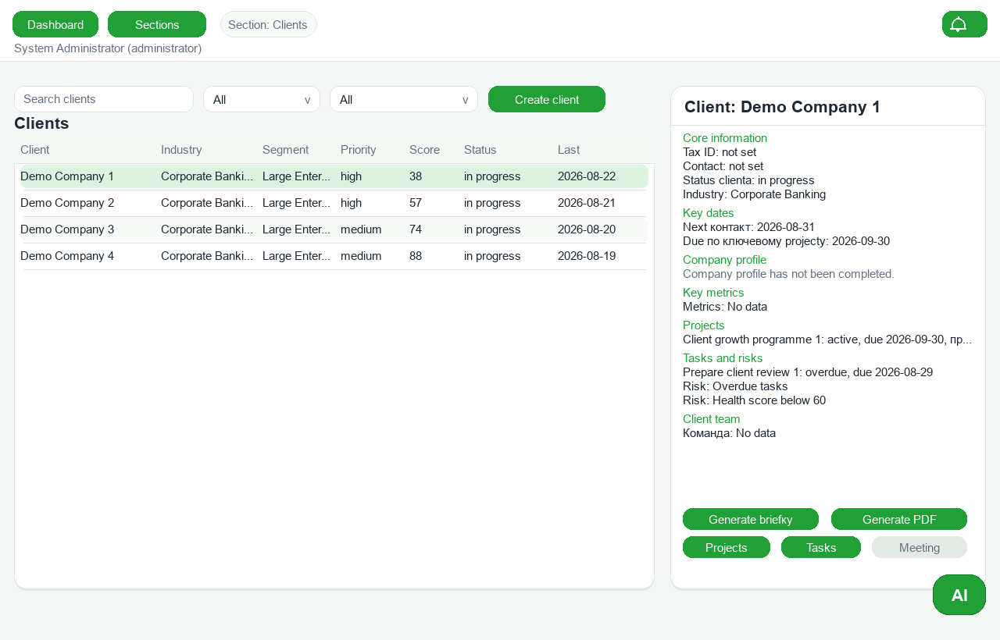 Dashboard Sections Section: Clients
System Administrator (administrator)
Search clients All v All v Create client
Clients
Client Industry Segment Priority Score Status Last
Demo Company 1 Corporate Banki... Large Enter... high 38 in progress 2026-08-22
Demo Company 2 Corporate Banki... Large Enter... high 57 in progress 2026-08-21
Demo Company 3 Corporate Banki... Large Enter... medium 74 in progress 2026-08-20
Demo Company 4 Corporate Banki... Large Enter... medium 88 in progress 2026-08-19
Client: Demo Company 1
Core information
Tax ID: not set
Contact: not set
Status clienta: in progress
Industry: Corporate Banking
Key dates
Next контакт: 2026-08-31
Due по ключевому projectу: 2026-09-30
Company profile
Company profile has not been completed.
Key metrics
Metrics: No data
Projects
Client growth programme 1: active, due 2026-09-30, пр...
Tasks and risks
Prepare client review 1: overdue, due 2026-08-29
Risk: Overdue tasks
Risk: Health score below 60
Client team
Команда: No data
Generate briefку Generate PDF
Projects Tasks Meeting
AI